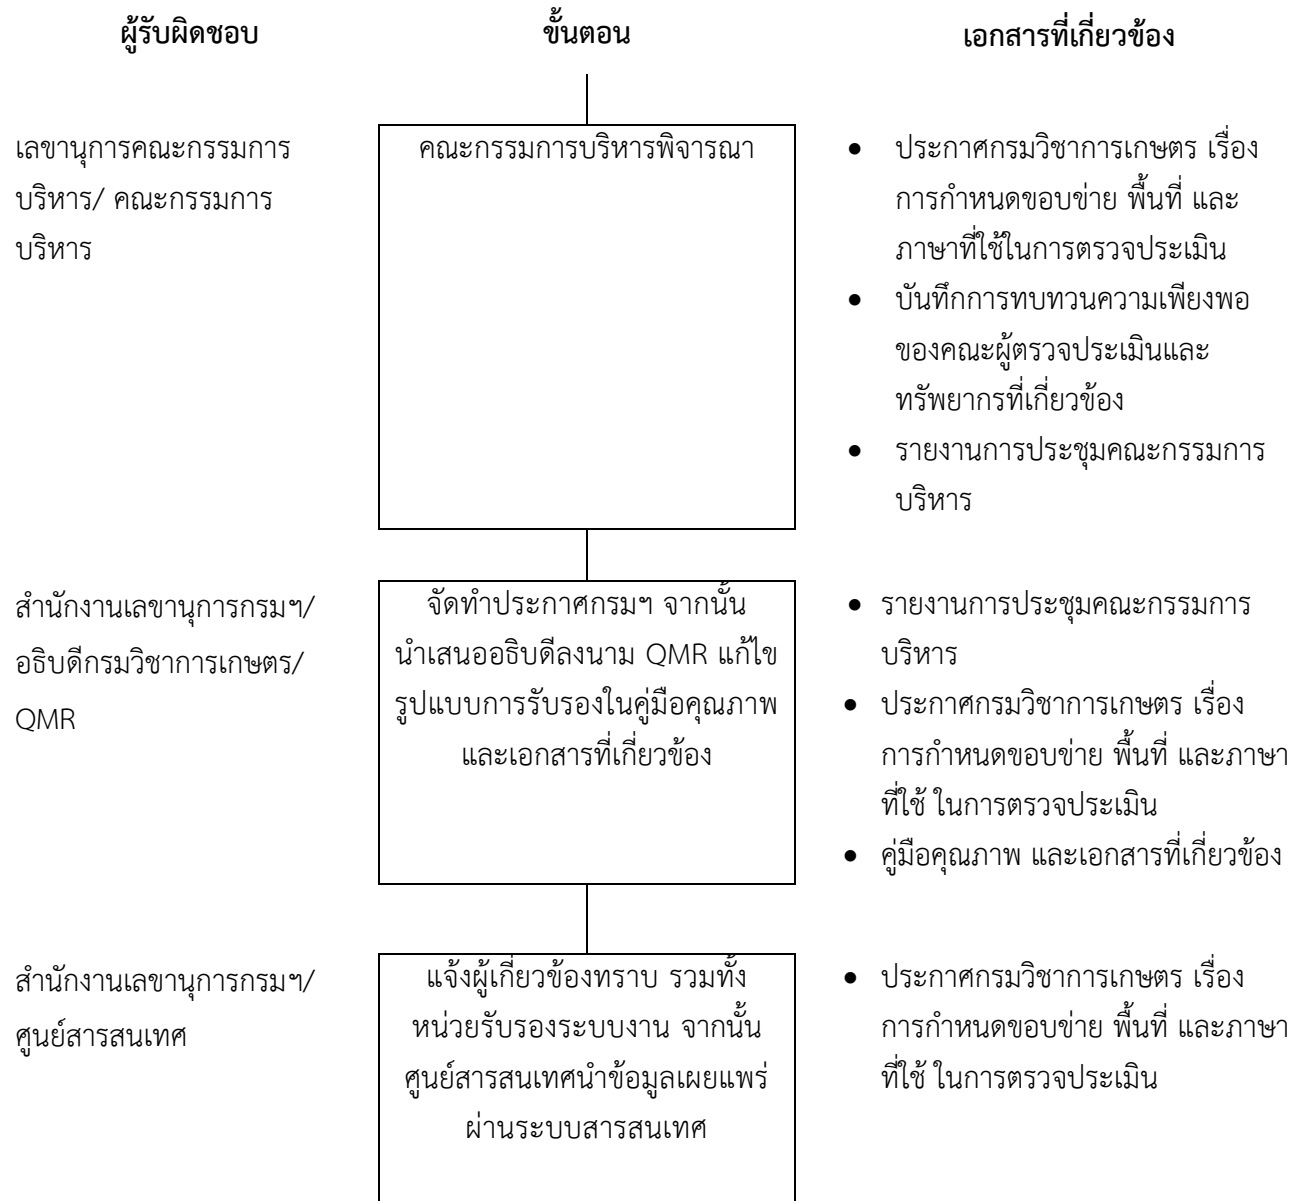 ผู้รับผิดชอบ
ขั้นตอน
เอกสารที่เกี่ยวข้อง
เลขานุการคณะกรรมการ
บริหาร/ คณะกรรมการ
บริหาร
คณะกรรมการบริหารพิจารณา
• ประกาศกรมวิชาการเกษตร เรื่อง
การกำหนดขอบข่าย พื้นที่ และ
ภาษาที่ใช้ในการตรวจประเมิน
• บันทึกการทบทวนความเพียงพอ
ของคณะผู้ตรวจประเมินและ
ทรัพยากรที่เกี่ยวข้อง
• รายงานการประชุมคณะกรรมการ
บริหาร
สำนักงานเลขานุการกรมฯ/
อธิบดีกรมวิชาการเกษตร/
QMR
จัดทำประกาศกรมฯ จากนั้น
นำเสนออธิบดีลงนาม QMR แก้ไข
รูปแบบการรับรองในคู่มือคุณภาพ
และเอกสารที่เกี่ยวข้อง
• รายงานการประชุมคณะกรรมการ
บริหาร
• ประกาศกรมวิชาการเกษตร เรื่อง
การกำหนดขอบข่าย พื้นที่ และภาษา
ที่ใช้ ในการตรวจประเมิน
• คู่มือคุณภาพ และเอกสารที่เกี่ยวข้อง
สำนักงานเลขานุการกรมฯ/
ศูนย์สารสนเทศ
แจ้งผู้เกี่ยวข้องทราบ รวมทั้ง
หน่วยรับรองระบบงาน จากนั้น
ศูนย์สารสนเทศนำข้อมูลเผยแพร่
ผ่านระบบสารสนเทศ
• ประกาศกรมวิชาการเกษตร เรื่อง
การกำหนดขอบข่าย พื้นที่ และภาษา
ที่ใช้ ในการตรวจประเมิน